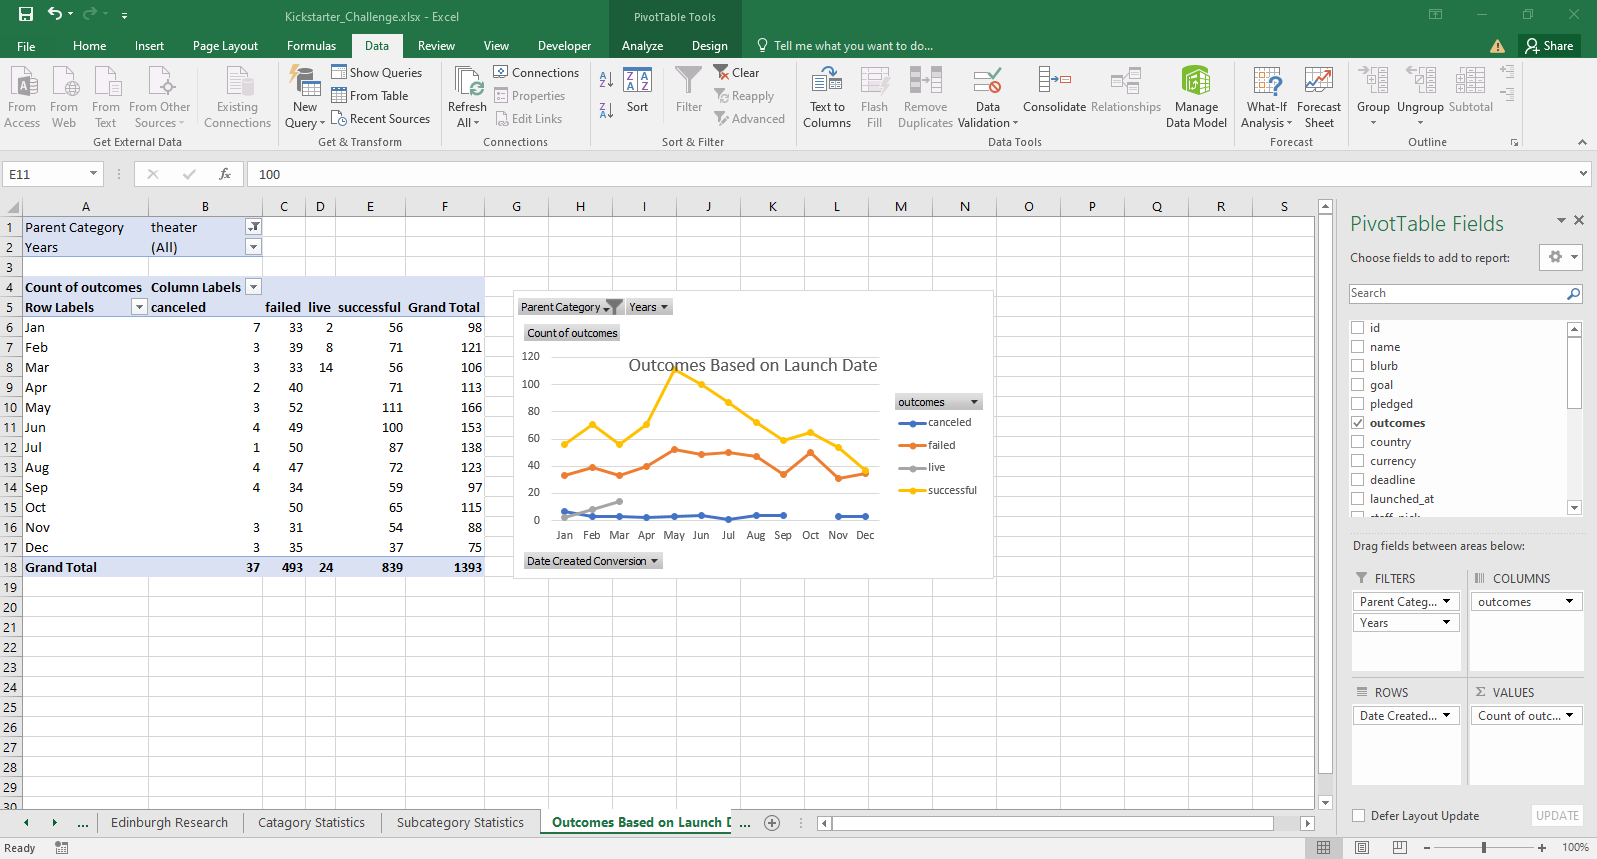 Kickstarter_Challenge.xlsx - Excel
PivotTable Tools
File Home Insert Page Layout Formulas Data Review View Developer Analyze Design Tell me what you want to do... Share
From Access
From Web
From Text
From Other Sources
Existing Connections
Get External Data
New Query
Show Queries
From Table
Recent Sources
Get & Transform
Refresh All
Connections
Properties
Edit Links
Connections
Sort
Filter
Clear
Reapply
Advanced
Sort & Filter
Text to Columns
Flash Fill
Remove Duplicates
Data Validation
Consolidate
Relationships
Manage Data Model
Data Tools
What-If Analysis
Forecast Sheet
Forecast
Group
Ungroup
Subtotal
Outline
E11 fx 100
A B C D E F G H I J K L M N O P Q R S
1 Parent Category theater
2 Years (All)
3
4 Count of outcomes Column Labels
5 Row Labels canceled failed live successful Grand Total
6 Jan 7 33 2 56 98
7 Feb 3 39 8 71 121
8 Mar 3 33 14 56 106
9 Apr 2 40 71 113
10 May 3 52 111 166
11 Jun 4 49 100 153
12 Jul 1 50 87 138
13 Aug 4 47 72 123
14 Sep 4 34 59 97
15 Oct 50 65 115
16 Nov 3 31 54 88
17 Dec 3 35 37 75
18 Grand Total 37 493 24 839 1393
19
20
21
22
23
24
25
26
27
28
29
30
Parent Category Years
Count of outcomes
Outcomes Based on Launch Date
120
100
80
60
40
20
0
Jan Feb Mar Apr May Jun Jul Aug Sep Oct Nov Dec
outcomes
canceled
failed
live
successful
Date Created Conversion
PivotTable Fields
Choose fields to add to report:
Search
id
name
blurb
goal
pledged
outcomes
country
currency
deadline
launched_at
Drag fields between areas below:
FILTERS COLUMNS
Parent Categ... outcomes
Years
ROWS Σ VALUES
Date Created... Count of outc...
Defer Layout Update UPDATE
... Edinburgh Research Catagory Statistics Subcategory Statistics Outcomes Based on Launch D ...
Ready 100%